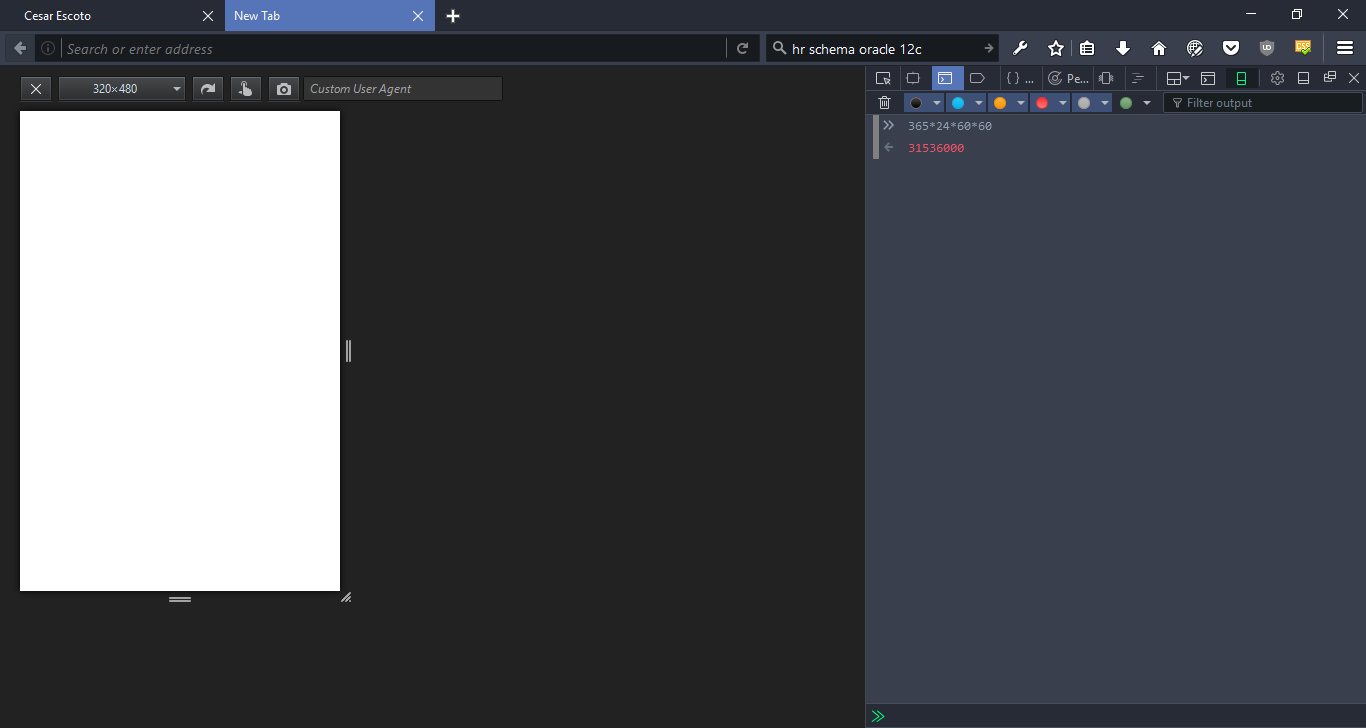 Cesar Escoto
New Tab
Search or enter address
hr schema oracle 12c
320×480
Custom User Agent
{ } ...
Pe...
Filter output
365*24*60*60
31536000